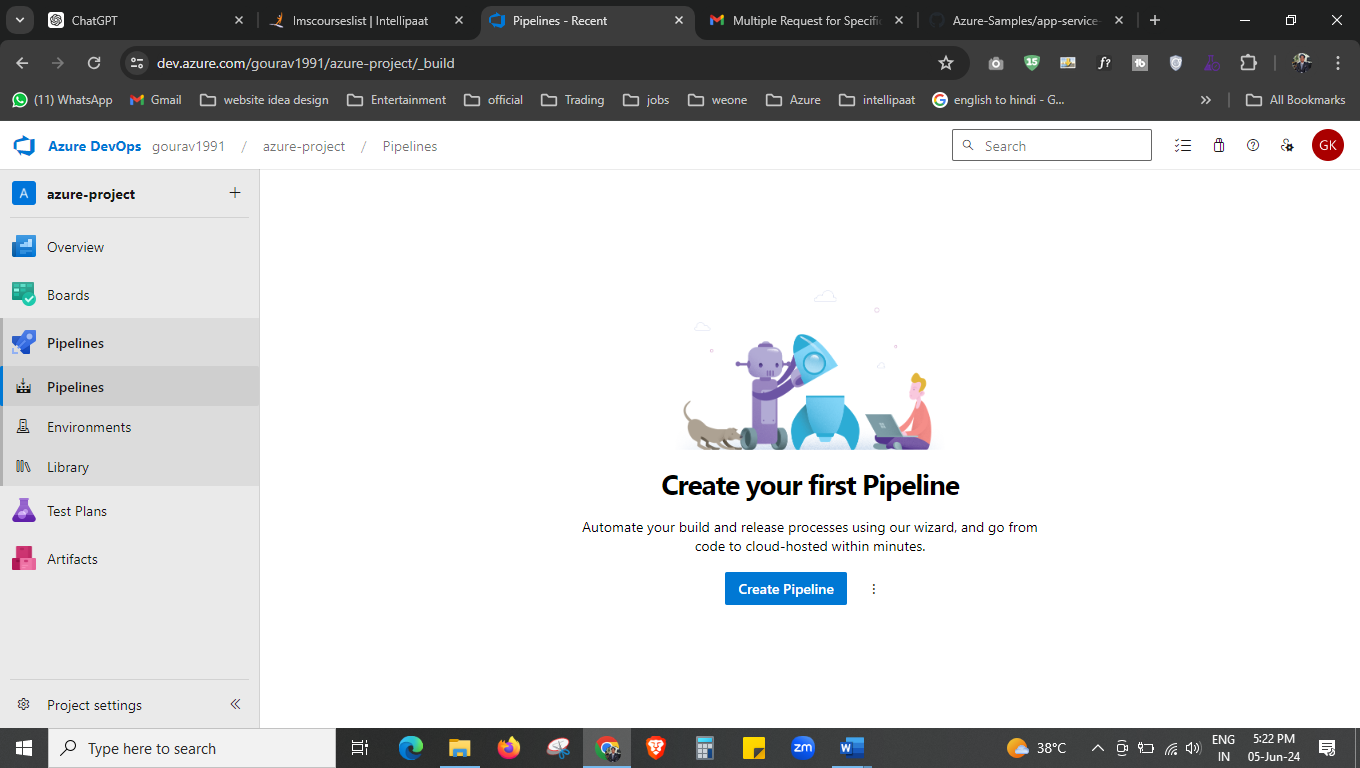 ChatGPT
lmscourseslist | Intellipaat
Pipelines - Recent
Multiple Request for Specific
Azure-Samples/app-service-
dev.azure.com/gourav1991/azure-project/_build
15
f?
(11) WhatsApp
Gmail
website idea design
Entertainment
official
Trading
jobs
weone
Azure
intellipaat
english to hindi - G...
All Bookmarks
Azure DevOps gourav1991 / azure-project / Pipelines
Search
GK
A azure-project
Overview
Boards
Pipelines
Pipelines
Environments
Library
Test Plans
Artifacts
Project settings
Create your first Pipeline
Automate your build and release processes using our wizard, and go from
code to cloud-hosted within minutes.
Create Pipeline
Type here to search
zm
W
38°C
ENG
IN
5:22 PM
05-Jun-24